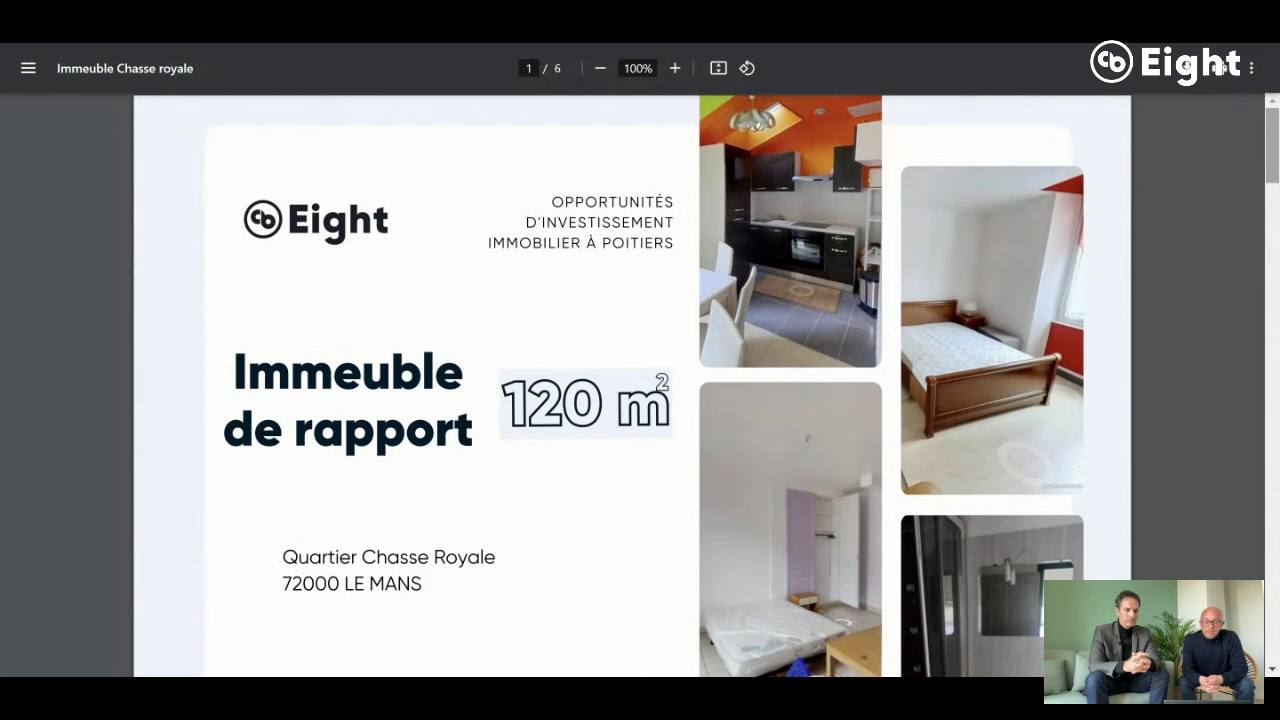 Immeuble Chasse royale
1 / 6
100%
Eight
Eight
OPPORTUNITÉS
D'INVESTISSEMENT
IMMOBILIER À POITIERS
Immeuble
de rapport
120 m²
Quartier Chasse Royale
72000 LE MANS